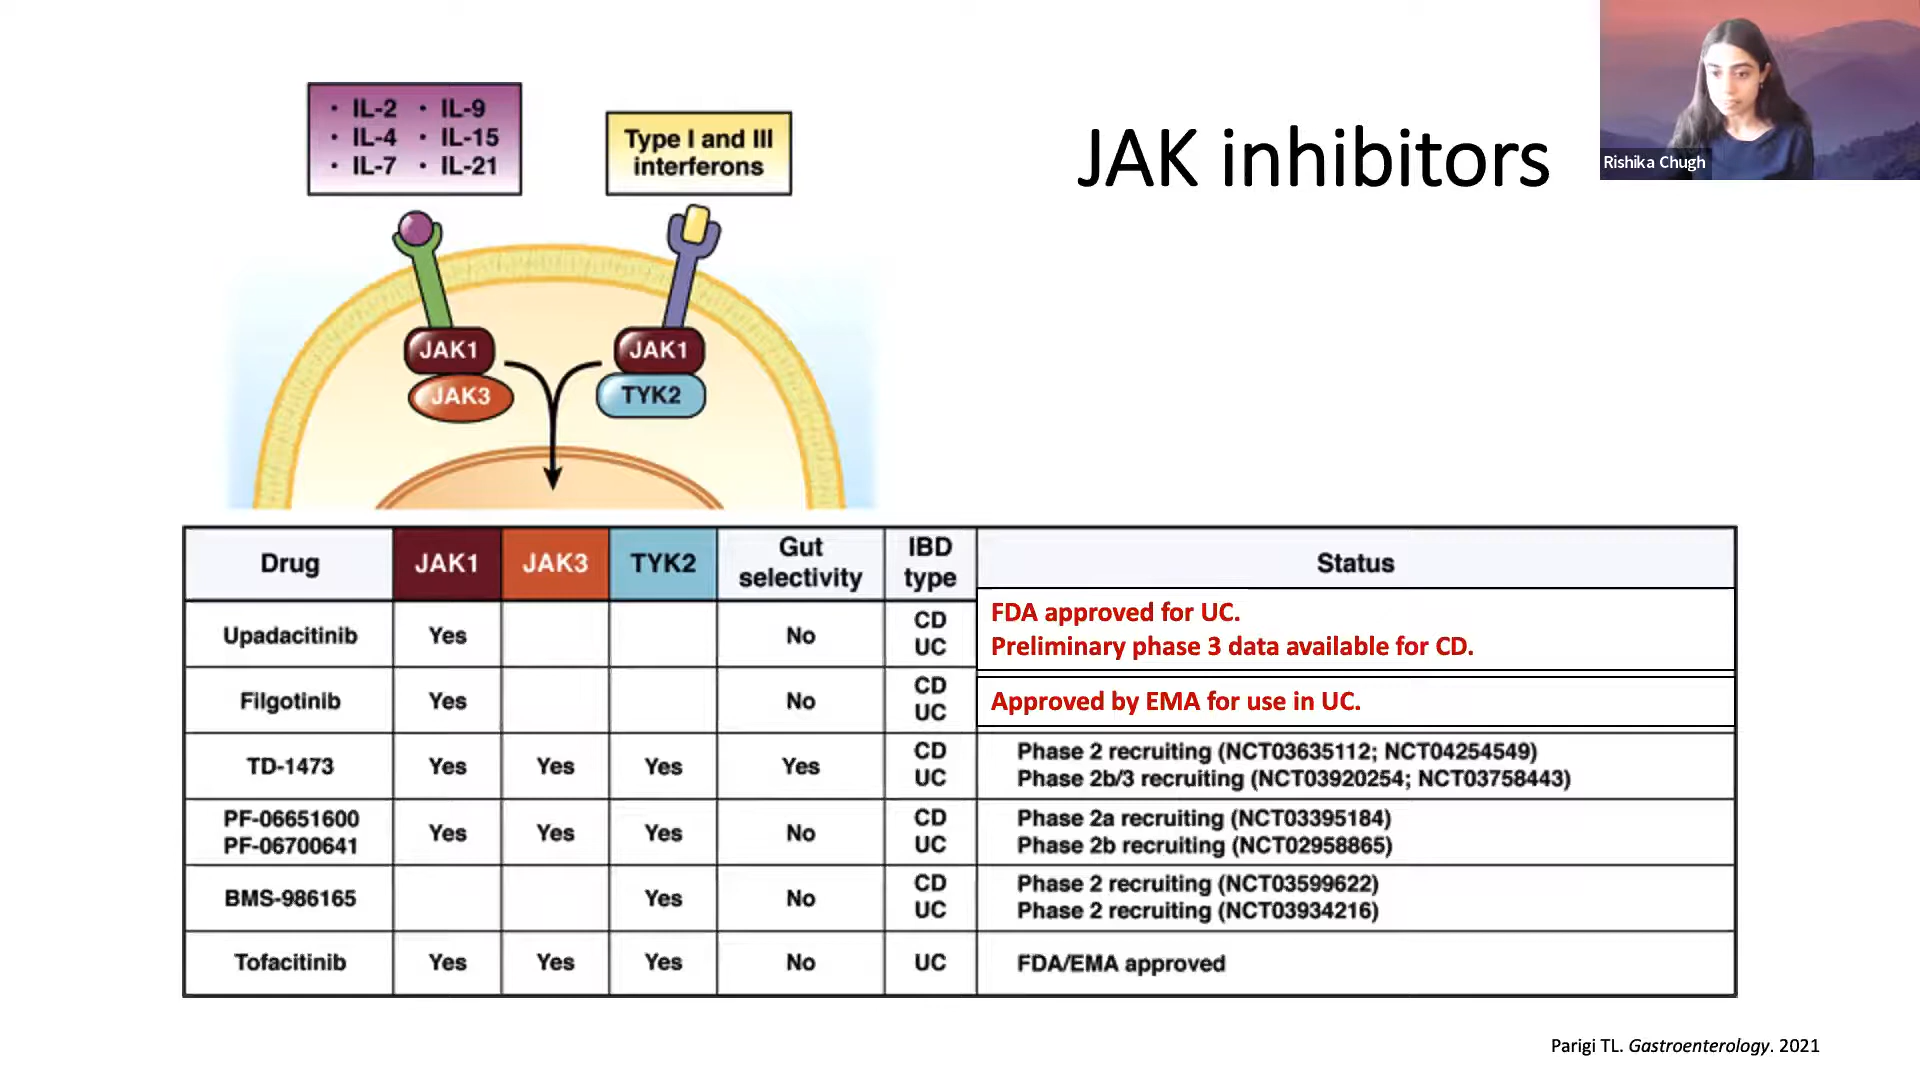 • IL-2 • IL-9
• IL-4 • IL-15
• IL-7 • IL-21
Type I and III
interferons
JAK inhibitors
Rishika Chugh
JAK1
JAK3
JAK1
TYK2
Drug JAK1 JAK3 TYK2 Gut selectivity IBD type Status
Upadacitinib Yes No CD UC FDA approved for UC.
Preliminary phase 3 data available for CD.
Filgotinib Yes No CD UC Approved by EMA for use in UC.
TD-1473 Yes Yes Yes Yes CD UC Phase 2 recruiting (NCT03635112; NCT04254549)
Phase 2b/3 recruiting (NCT03920254; NCT03758443)
PF-06651600
PF-06700641 Yes Yes Yes No CD UC Phase 2a recruiting (NCT03395184)
Phase 2b recruiting (NCT02958865)
BMS-986165 Yes No CD UC Phase 2 recruiting (NCT03599622)
Phase 2 recruiting (NCT03934216)
Tofacitinib Yes Yes Yes No UC FDA/EMA approved
Parigi TL. Gastroenterology. 2021